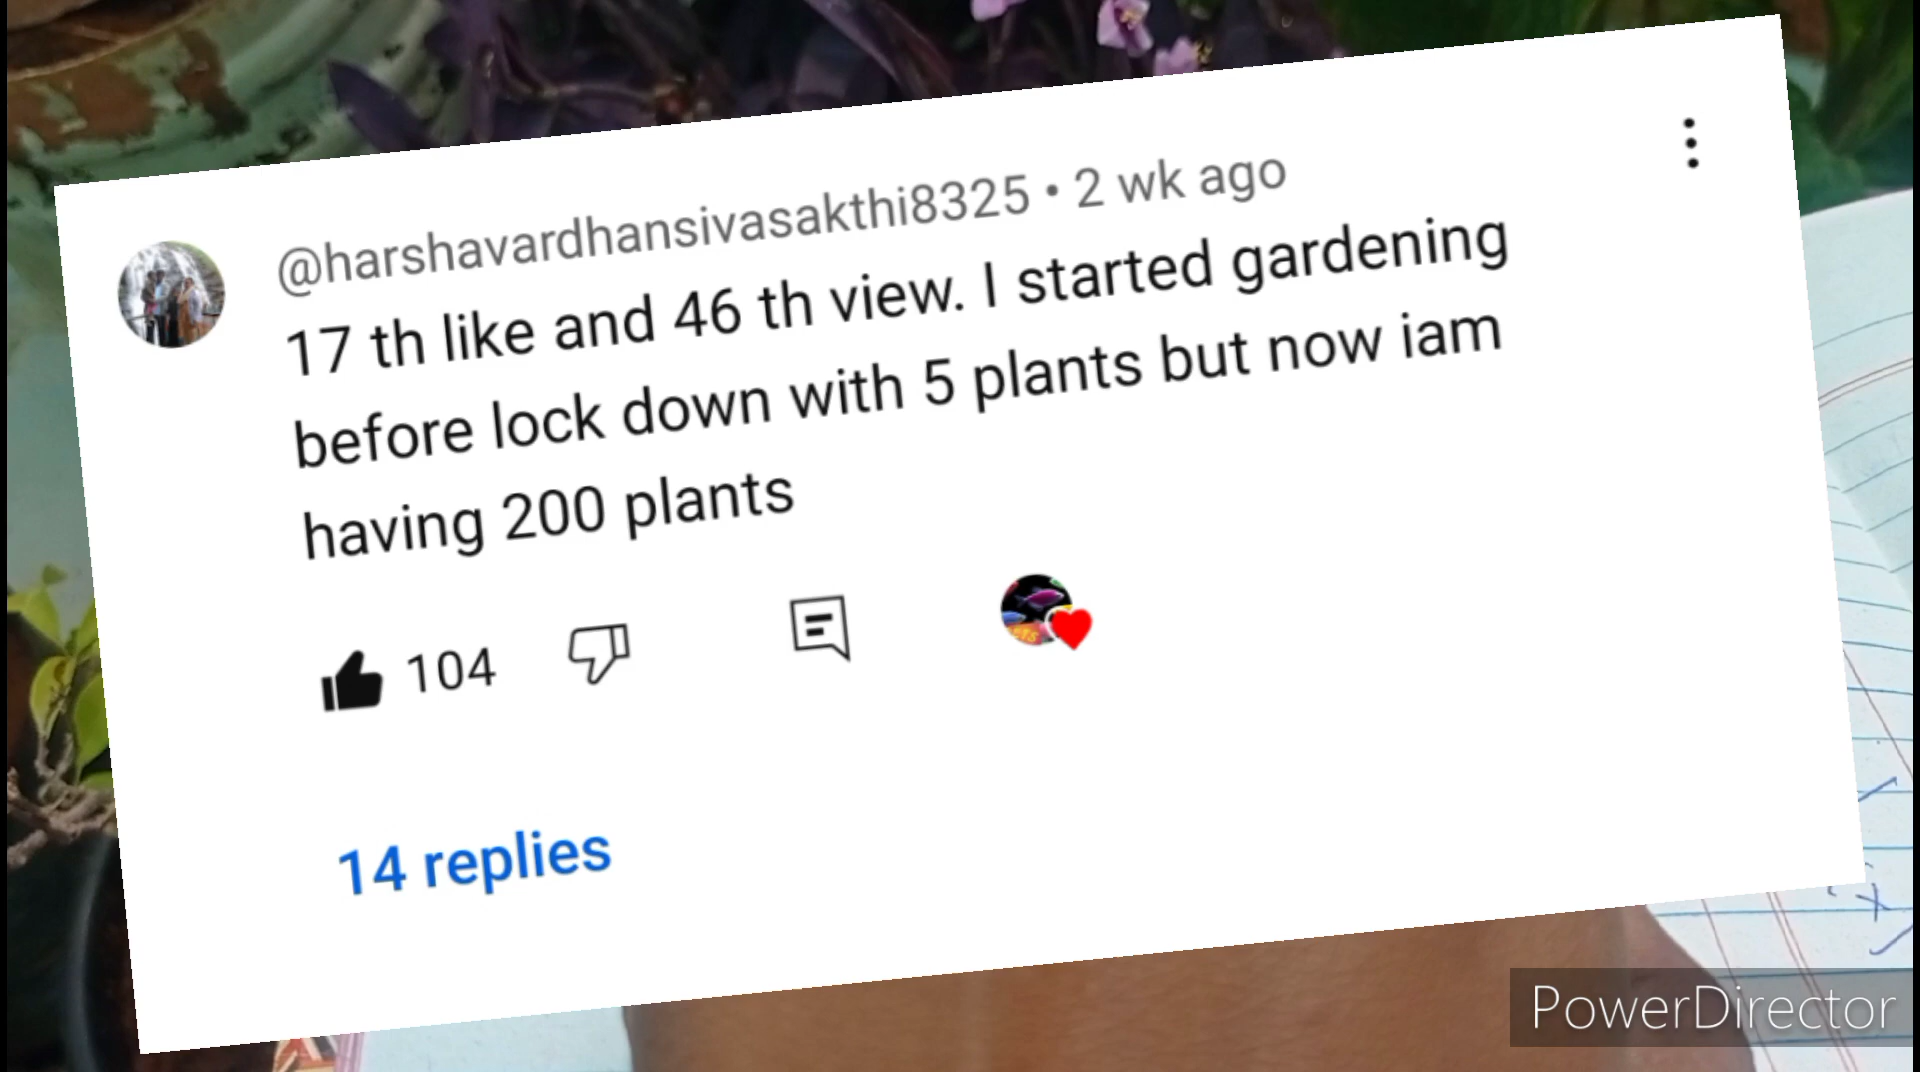 @harshavardhansivasakthi8325 • 2 wk ago
17 th like and 46 th view. I started gardening
before lock down with 5 plants but now iam
having 200 plants
104
14 replies
PowerDirector